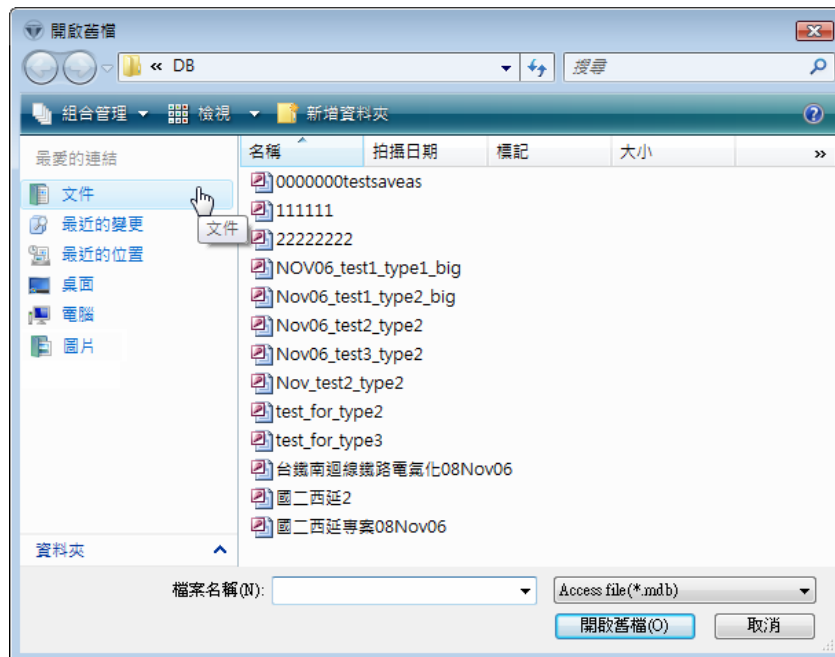 開啟舊檔
« DB
搜尋
組合管理 檢視 新增資料夾
最愛的連結
文件
最近的變更
最近的位置
桌面
電腦
圖片
文件
名稱 拍攝日期 標記 大小 »
0000000testsaveas
111111
22222222
NOV06_test1_type1_big
Nov06_test1_type2_big
Nov06_test2_type2
Nov06_test3_type2
Nov_test2_type2
test_for_type2
test_for_type3
台鐵南迴線鐵路電氣化08Nov06
國二西延2
國二西延專案08Nov06
資料夾
檔案名稱(N):
Access file(*.mdb)
開啟舊檔(O) 取消